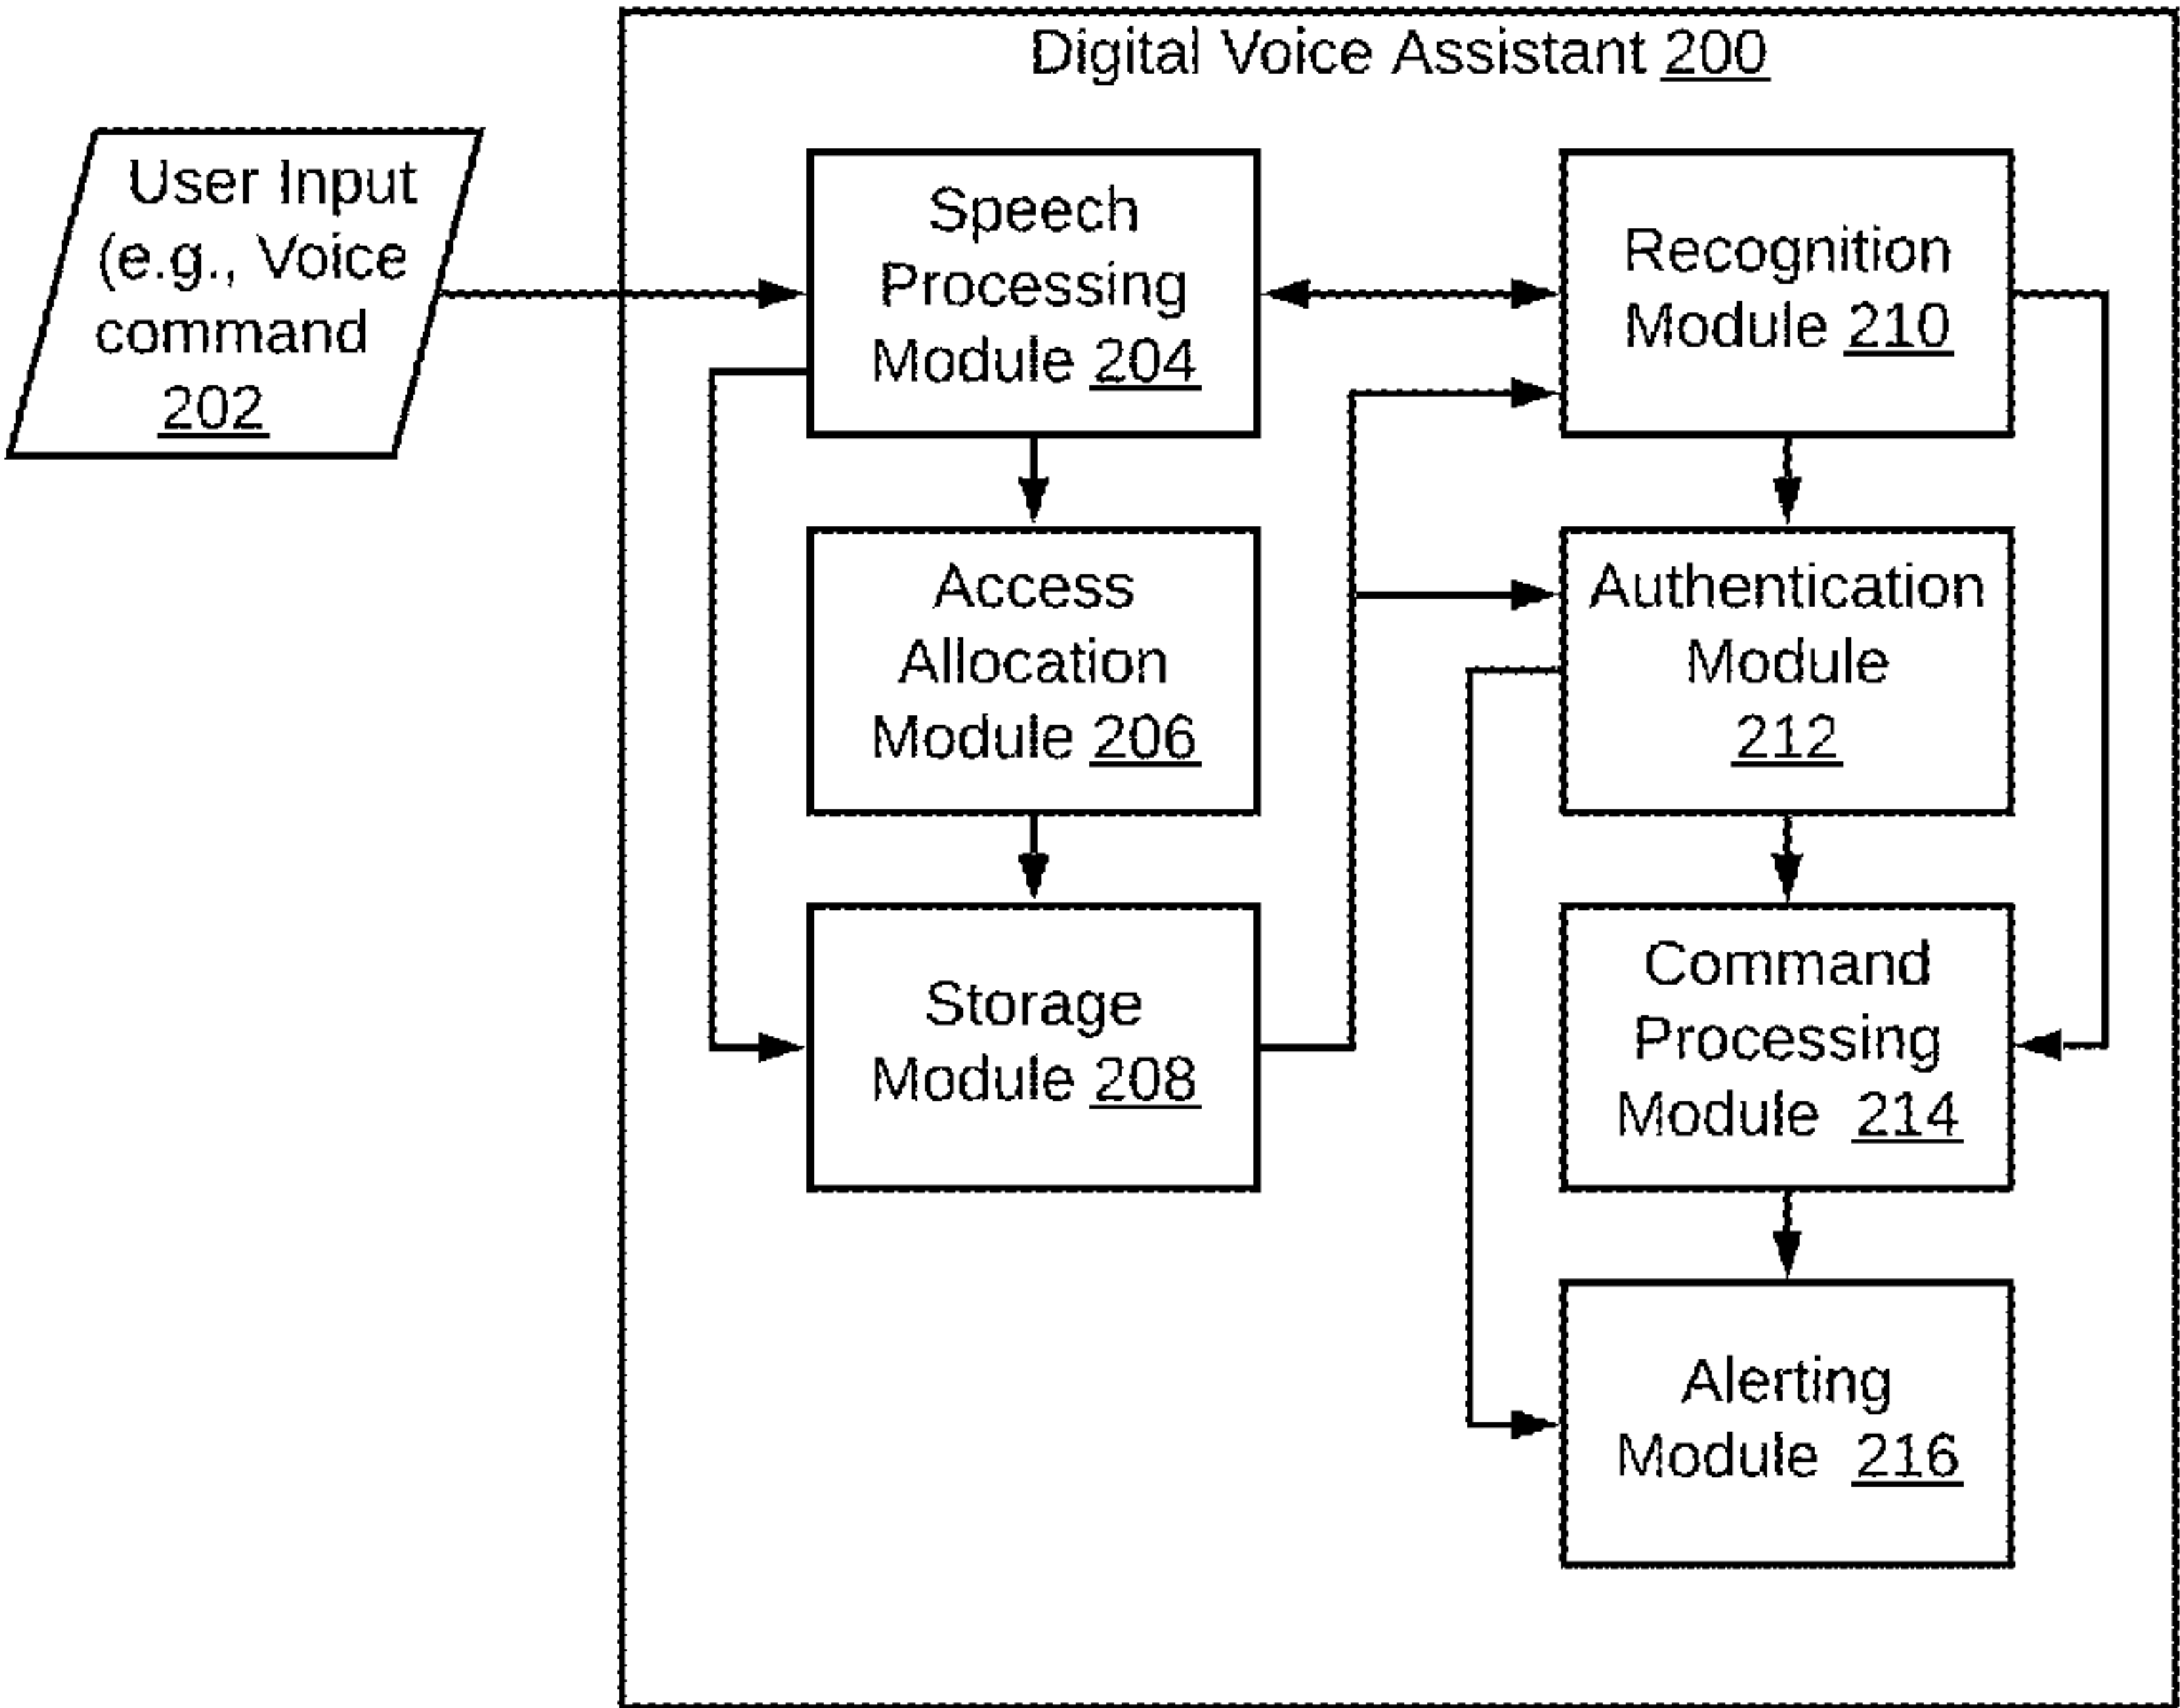 Digital Voice Assistant 200
User Input
(e.g., Voice
command
202
Speech
Processing
Module 204
Access
Allocation
Module 206
Storage
Module 208
Recognition
Module 210
Authentication
Module
212
Command
Processing
Module 214
Alerting
Module 216